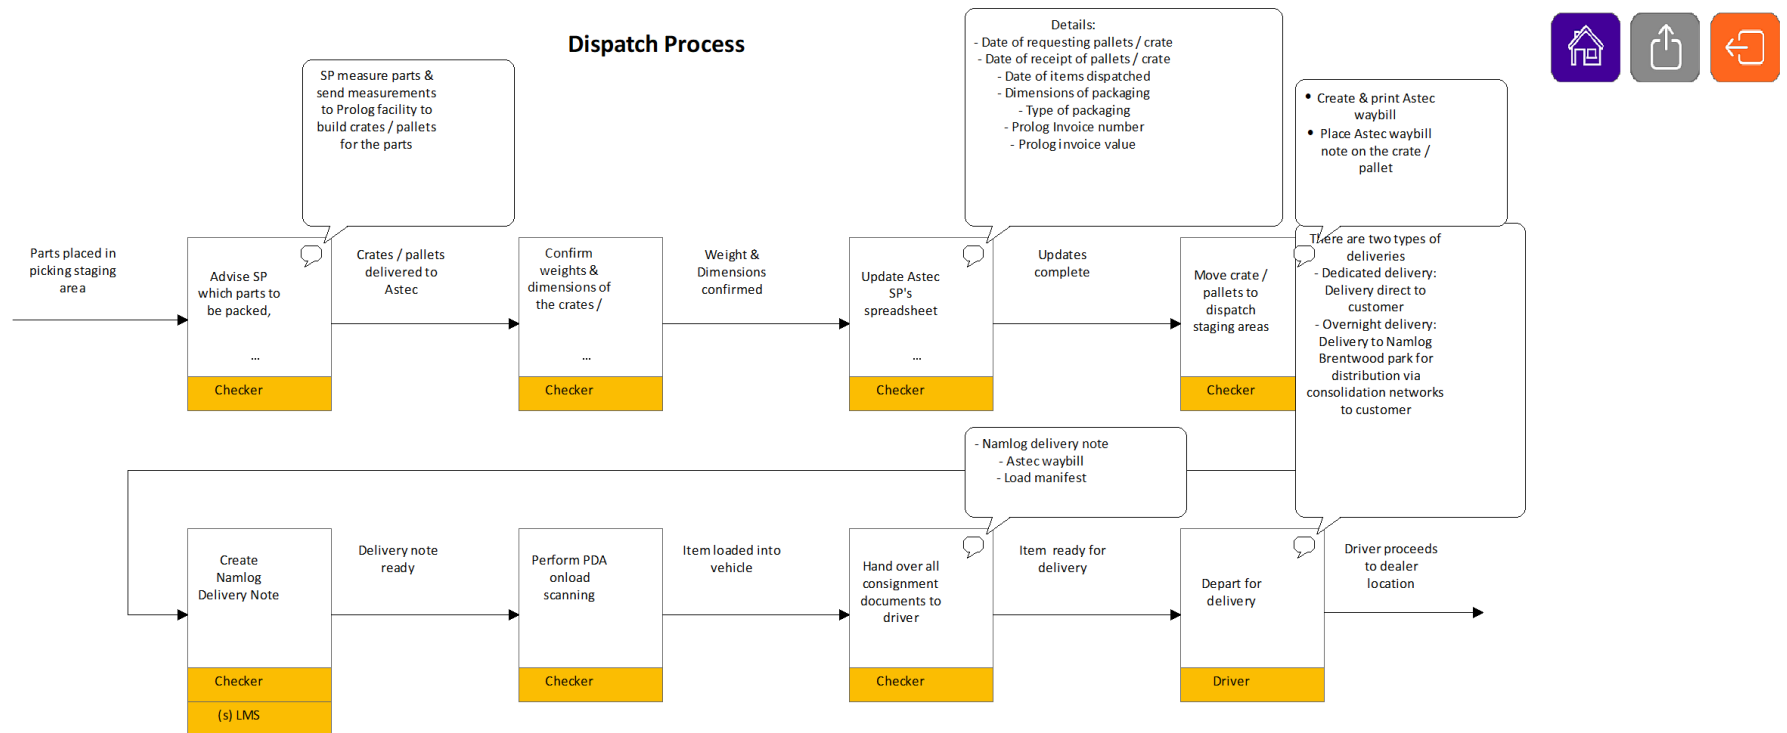 Dispatch Process
SP measure parts &
send measurements
to Prolog facility to
build crates / pallets
for the parts
Details:
- Date of requesting pallets / crate
- Date of receipt of pallets / crate
- Date of items dispatched
- Dimensions of packaging
- Type of packaging
- Prolog Invoice number
- Prolog invoice value
• Create & print Astec
waybill
• Place Astec waybill
note on the crate /
pallet
Parts placed in
picking staging
area
Advise SP
which parts to
be packed,
...
Checker
Crates / pallets
delivered to
Astec
Confirm
weights &
dimensions of
the crates /
...
Checker
Weight &
Dimensions
confirmed
Update Astec
SP's
spreadsheet
...
Checker
Updates
complete
Move crate /
pallets to
dispatch
staging areas
Checker
There are two types of
deliveries
- Dedicated delivery:
Delivery direct to
customer
- Overnight delivery:
Delivery to Namlog
Brentwood park for
distribution via
consolidation networks
to customer
- Namlog delivery note
- Astec waybill
- Load manifest
Create
Namlog
Delivery Note
Checker
(s) LMS
Delivery note
ready
Perform PDA
onload
scanning
Checker
Item loaded into
vehicle
Hand over all
consignment
documents to
driver
Checker
Item ready for
delivery
Depart for
delivery
Driver
Driver proceeds
to dealer
location